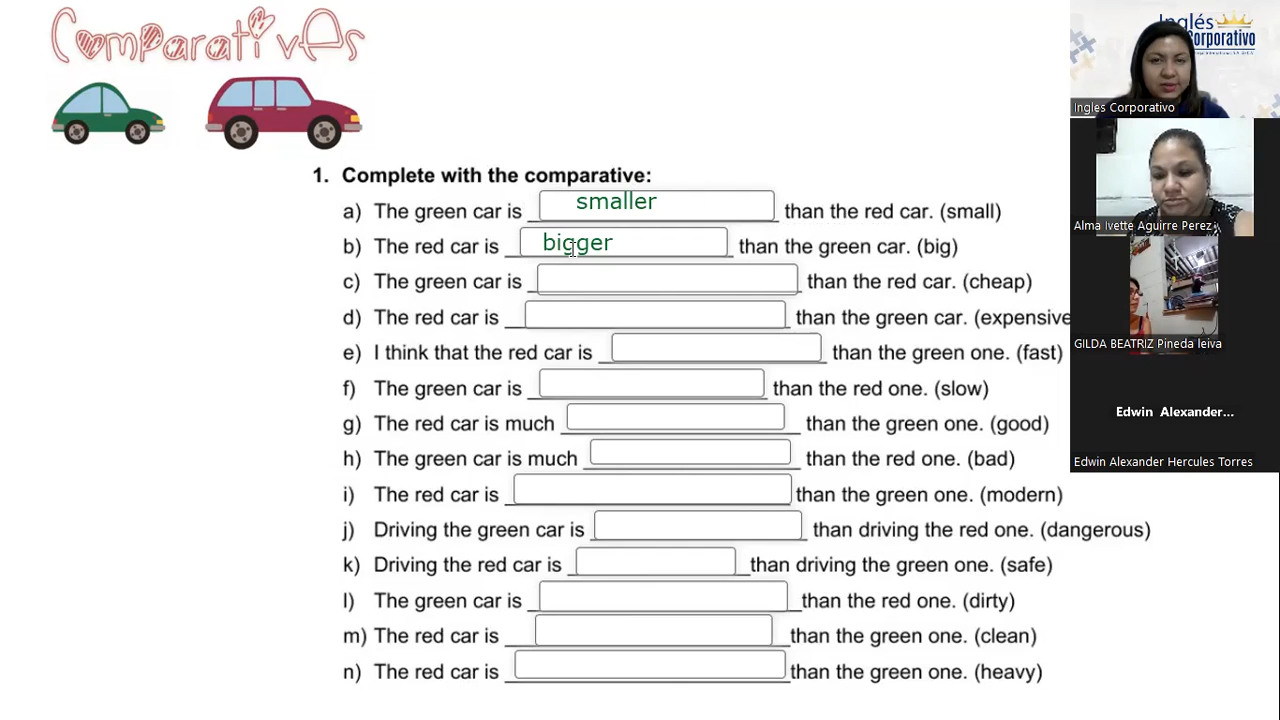 ComparatiVes
Inglés
Corporativo
Ingles Corporativo
Alma Ivette Aguirre Perez
GILDA BEATRIZ Pineda leiva
Edwin Alexander...
Edwin Alexander Hercules Torres
1. Complete with the comparative:
a) The green car is smaller than the red car. (small)
b) The red car is bigger than the green car. (big)
c) The green car is than the red car. (cheap)
d) The red car is than the green car. (expensive
e) I think that the red car is than the green one. (fast)
f) The green car is than the red one. (slow)
g) The red car is much than the green one. (good)
h) The green car is much than the red one. (bad)
i) The red car is than the green one. (modern)
j) Driving the green car is than driving the red one. (dangerous)
k) Driving the red car is than driving the green one. (safe)
l) The green car is than the red one. (dirty)
m) The red car is than the green one. (clean)
n) The red car is than the green one. (heavy)